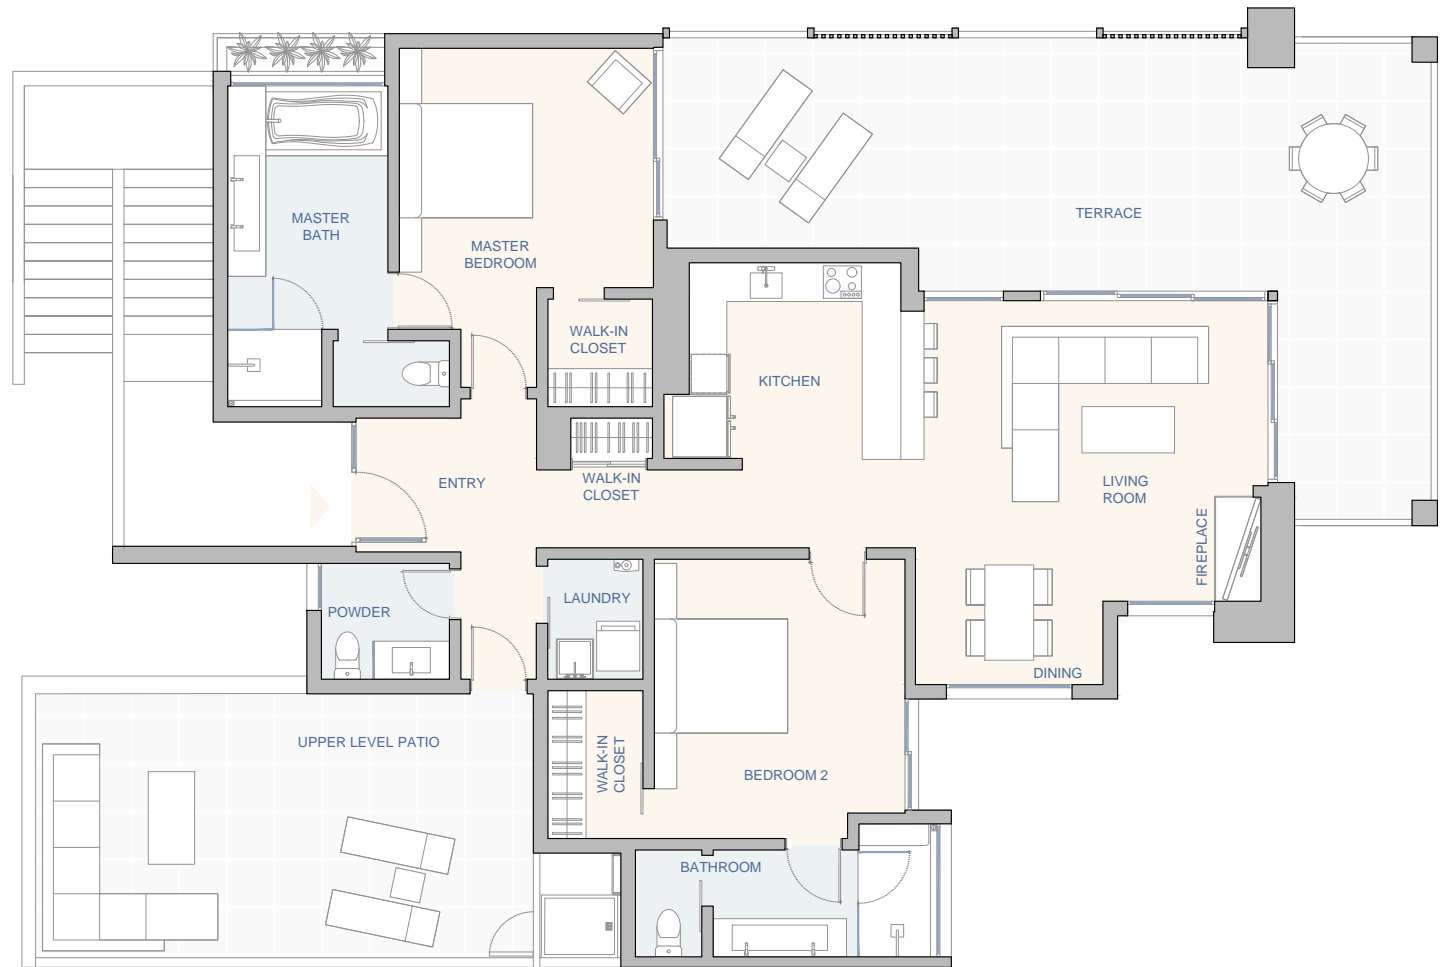 TERRACE
MASTER
BATH
MASTER
BEDROOM
WALK-IN
CLOSET
KITCHEN
ENTRY
WALK-IN
CLOSET
LIVING
ROOM
FIREPLACE
POWDER
LAUNDRY
DINING
UPPER LEVEL PATIO
WALK-IN
CLOSET
BEDROOM 2
BATHROOM